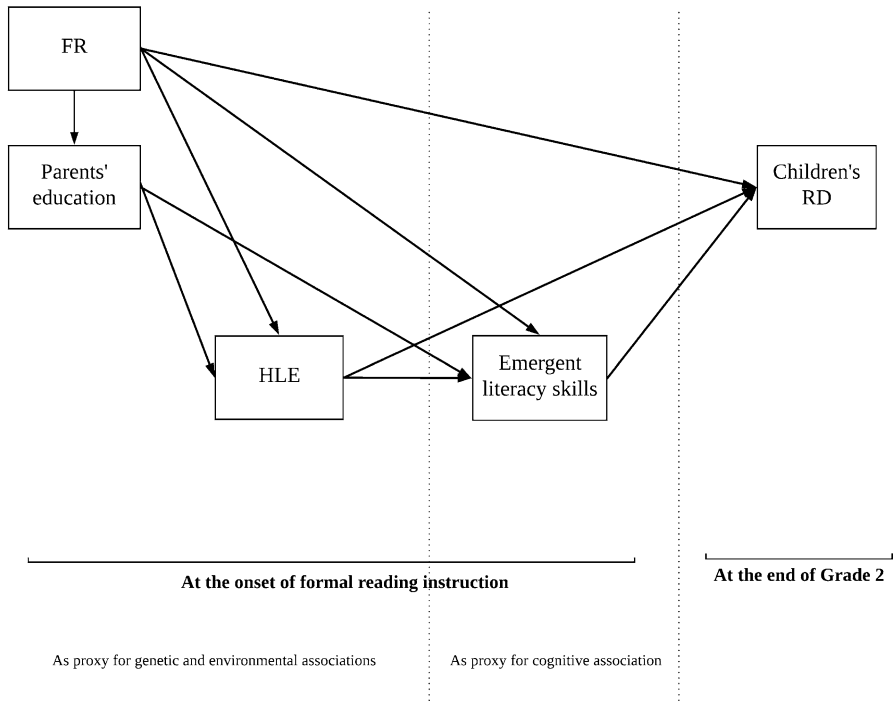 FR
Parents'
education
Children's
RD
HLE
Emergent
literacy skills
At the onset of formal reading instruction
At the end of Grade 2
As proxy for genetic and environmental associations
As proxy for cognitive association